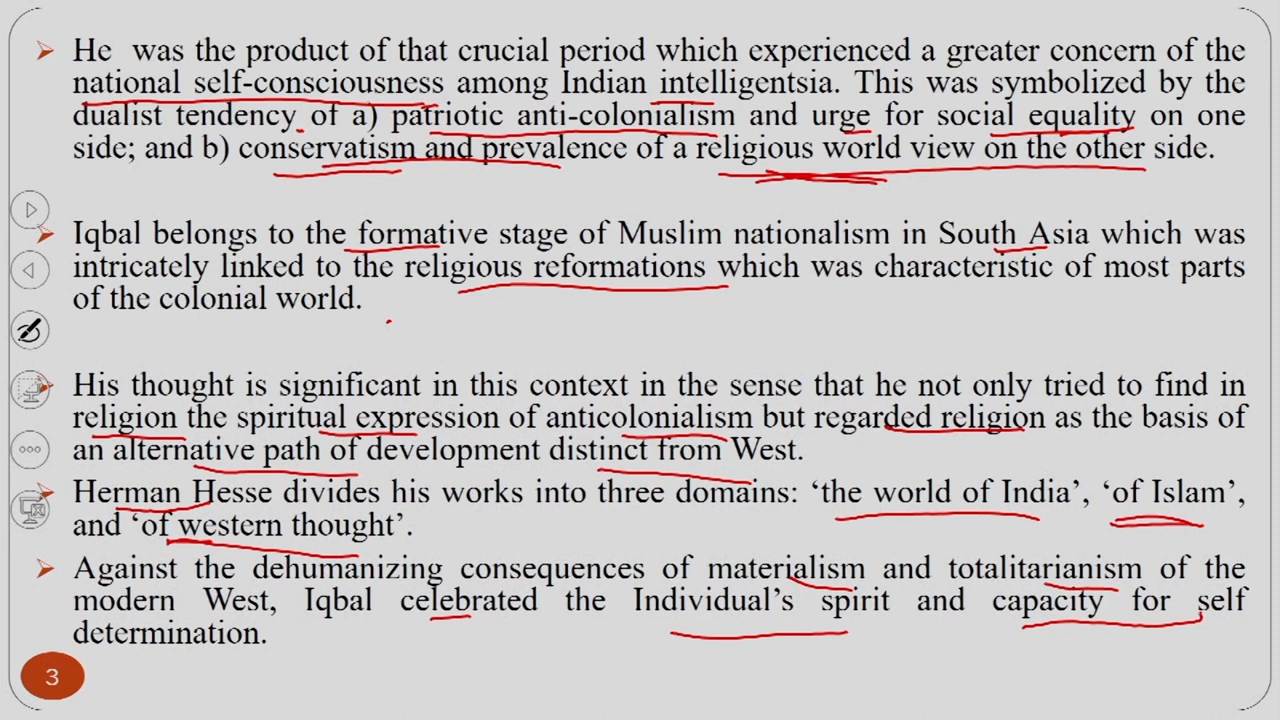 He was the product of that crucial period which experienced a greater concern of the
national self-consciousness among Indian intelligentsia. This was symbolized by the
dualist tendency of a) patriotic anti-colonialism and urge for social equality on one
side; and b) conservatism and prevalence of a religious world view on the other side.
Iqbal belongs to the formative stage of Muslim nationalism in South Asia which was
intricately linked to the religious reformations which was characteristic of most parts
of the colonial world.
His thought is significant in this context in the sense that he not only tried to find in
religion the spiritual expression of anticolonialism but regarded religion as the basis of
an alternative path of development distinct from West.
Herman Hesse divides his works into three domains: ‘the world of India’, ‘of Islam’,
and ‘of western thought’.
Against the dehumanizing consequences of materialism and totalitarianism of the
modern West, Iqbal celebrated the Individual’s spirit and capacity for self
determination.
3